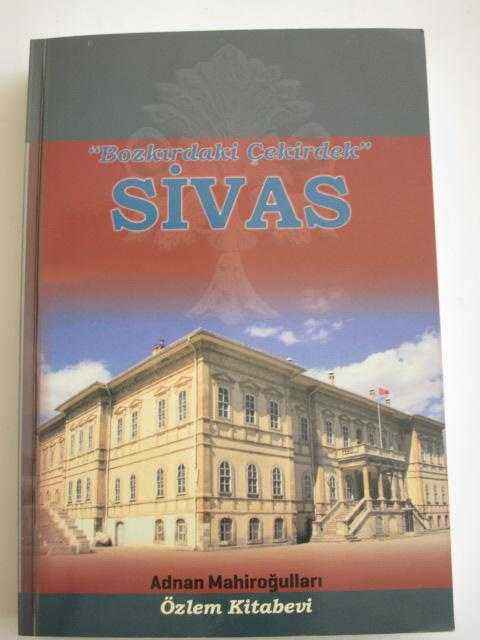 "Bozkırdaki Çekirdek"
SİVAS
Adnan Mahiroğulları
Özlem Kitabevi